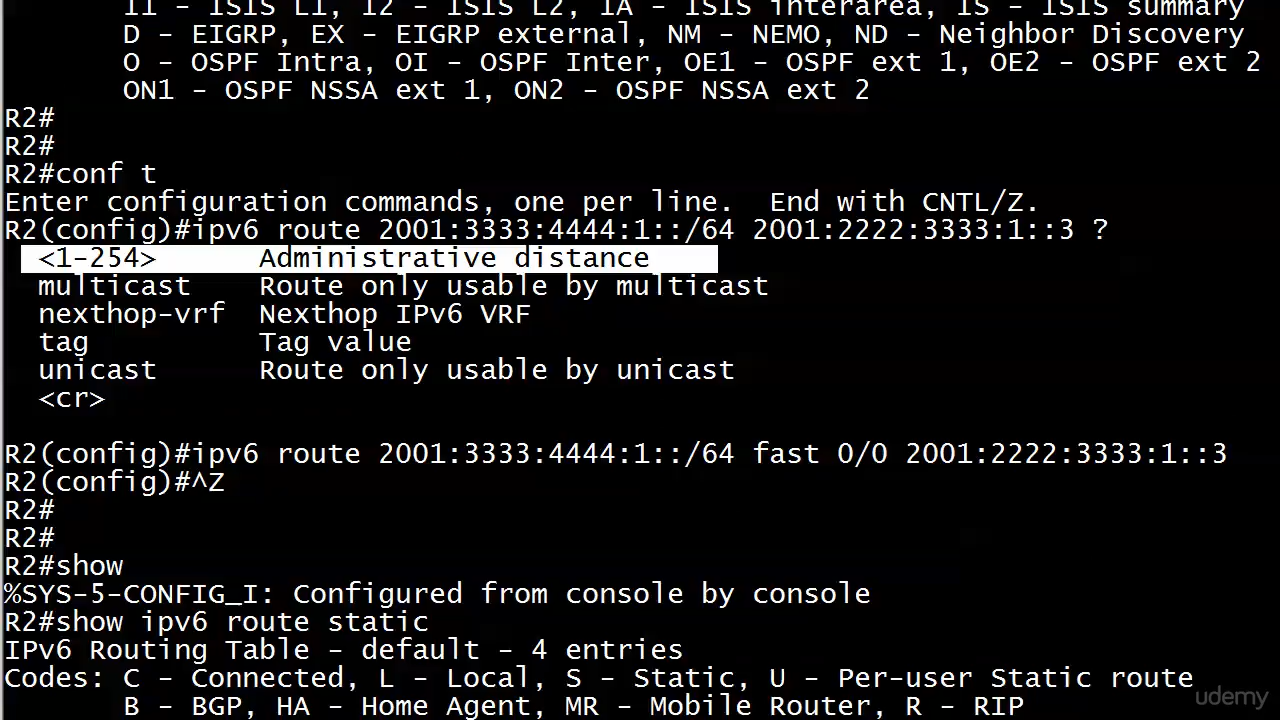 I1 - ISIS L1, I2 - ISIS L2, IA - ISIS interarea, IS - ISIS summary
D - EIGRP, EX - EIGRP external, NM - NEMO, ND - Neighbor Discovery
O - OSPF Intra, OI - OSPF Inter, OE1 - OSPF ext 1, OE2 - OSPF ext 2
ON1 - OSPF NSSA ext 1, ON2 - OSPF NSSA ext 2
R2#
R2#
R2#conf t
Enter configuration commands, one per line.  End with CNTL/Z.
R2(config)#ipv6 route 2001:3333:4444:1::/64 2001:2222:3333:1::3 ?
<1-254>      Administrative distance
multicast    Route only usable by multicast
nexthop-vrf  Nexthop IPv6 VRF
tag          Tag value
unicast      Route only usable by unicast
<cr>
R2(config)#ipv6 route 2001:3333:4444:1::/64 fast 0/0 2001:2222:3333:1::3
R2(config)#^Z
R2#
R2#
R2#show
%SYS-5-CONFIG_I: Configured from console by console
R2#show ipv6 route static
IPv6 Routing Table - default - 4 entries
Codes: C - Connected, L - Local, S - Static, U - Per-user Static route
B - BGP, HA - Home Agent, MR - Mobile Router, R - RIP
udemy